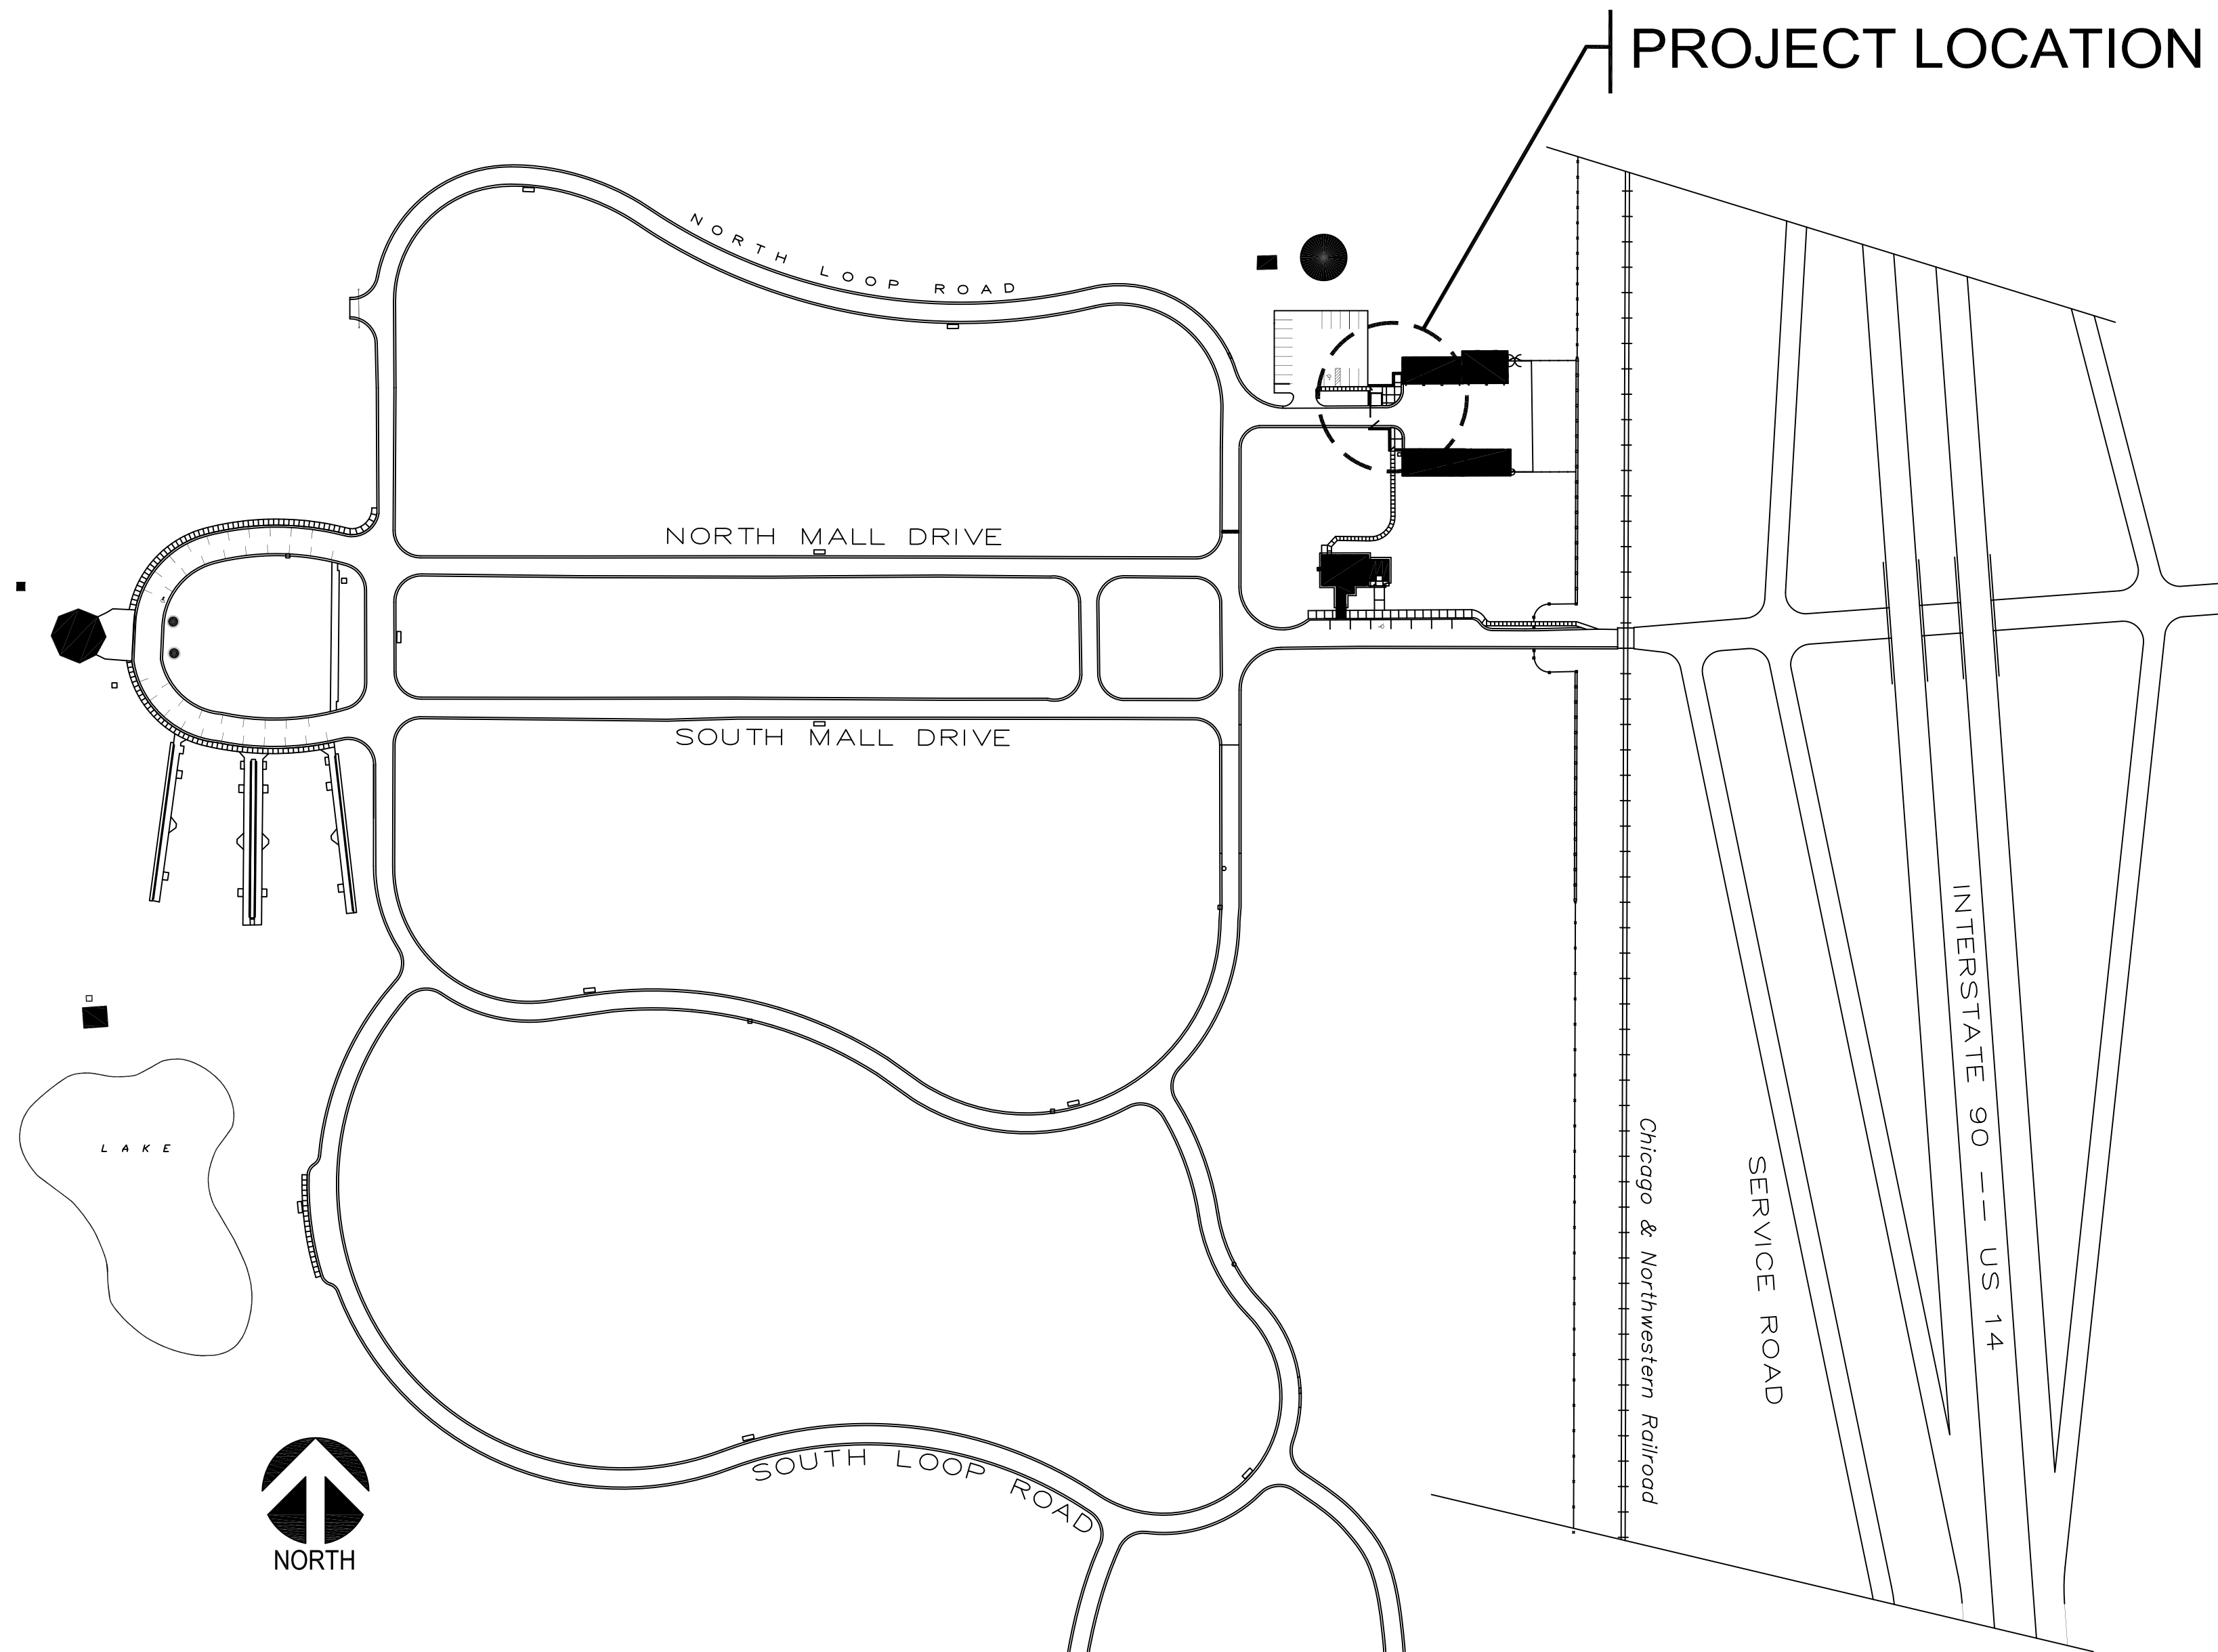 PROJECT LOCATION
NORTH LOOP ROAD
NORTH MALL DRIVE
SOUTH MALL DRIVE
INTERSTATE 90 -- US 14
Chicago & Northwestern Railroad
SERVICE ROAD
LAKE
SOUTH LOOP ROAD
NORTH